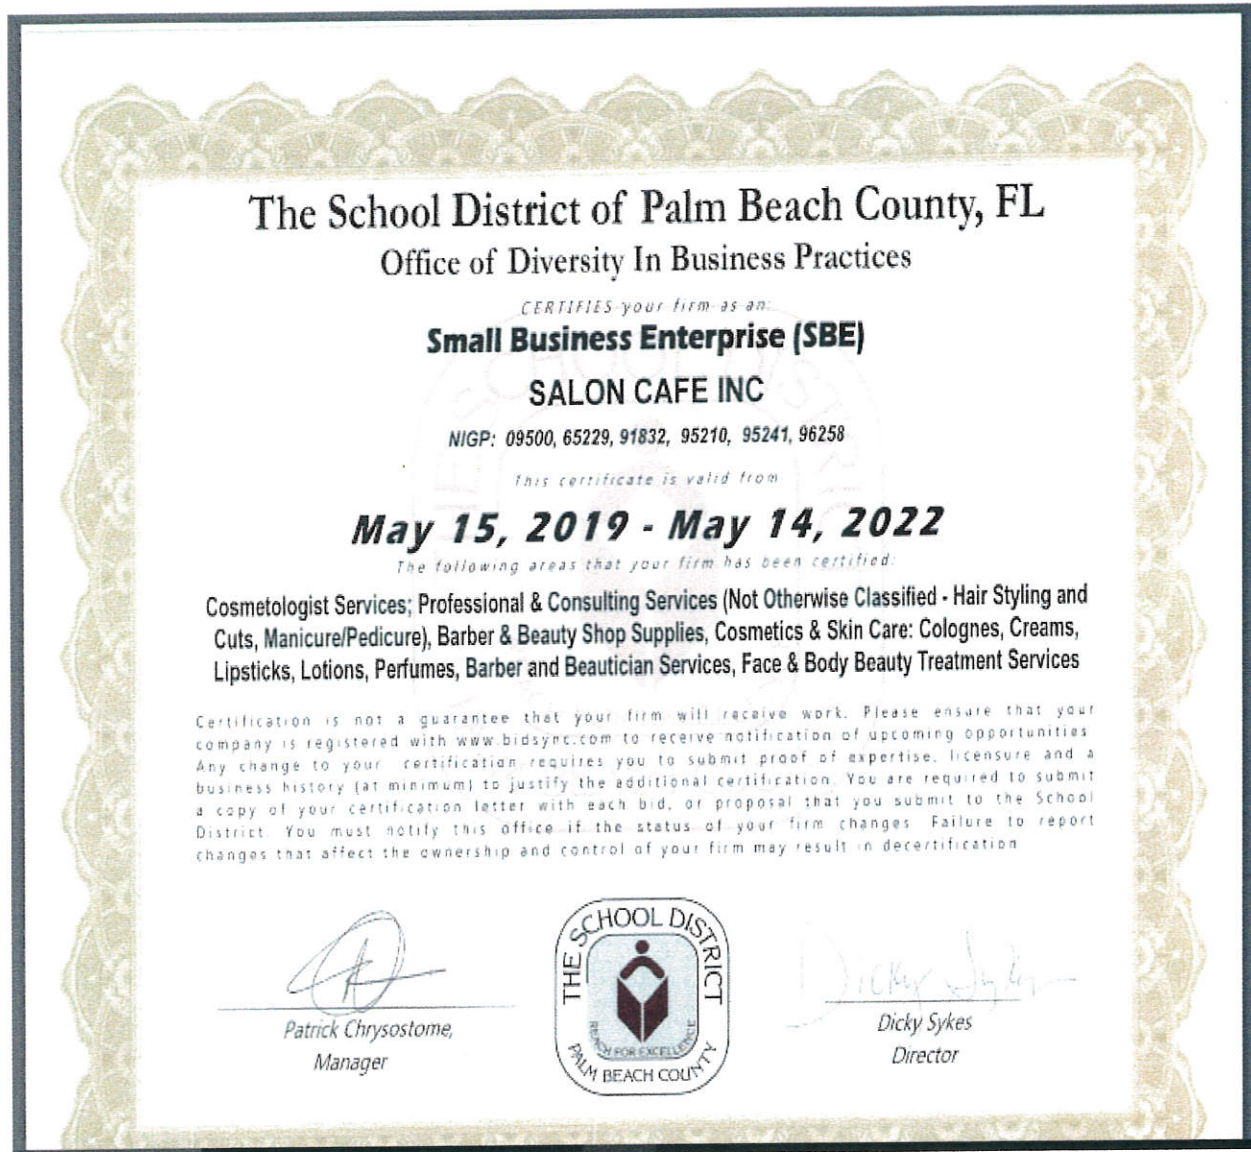 The School District of Palm Beach County, FL
Office of Diversity In Business Practices
CERTIFIES your firm as an:
Small Business Enterprise (SBE)
SALON CAFE INC
NIGP: 09500, 65229, 91832, 95210, 95241, 96258
This certificate is valid from
May 15, 2019 - May 14, 2022
The following areas that your firm has been certified:
Cosmetologist Services; Professional & Consulting Services (Not Otherwise Classified - Hair Styling and
Cuts, Manicure/Pedicure), Barber & Beauty Shop Supplies, Cosmetics & Skin Care: Colognes, Creams,
Lipsticks, Lotions, Perfumes, Barber and Beautician Services, Face & Body Beauty Treatment Services
Certification is not a guarantee that your firm will receive work. Please ensure that your
company is registered with www.bidsync.com to receive notification of upcoming opportunities
Any change to your certification requires you to submit proof of expertise, licensure and a
business history (at minimum) to justify the additional certification. You are required to submit
a copy of your certification letter with each bid, or proposal that you submit to the School
District. You must notify this office if the status of your firm changes Failure to report
changes that affect the ownership and control of your firm may result in decertification
THE SCHOOL DISTRICT
REACH FOR EXCELLENCE
PALM BEACH COUNTY
Patrick Chrysostome,
Manager
Dicky Sykes
Dicky Sykes
Director